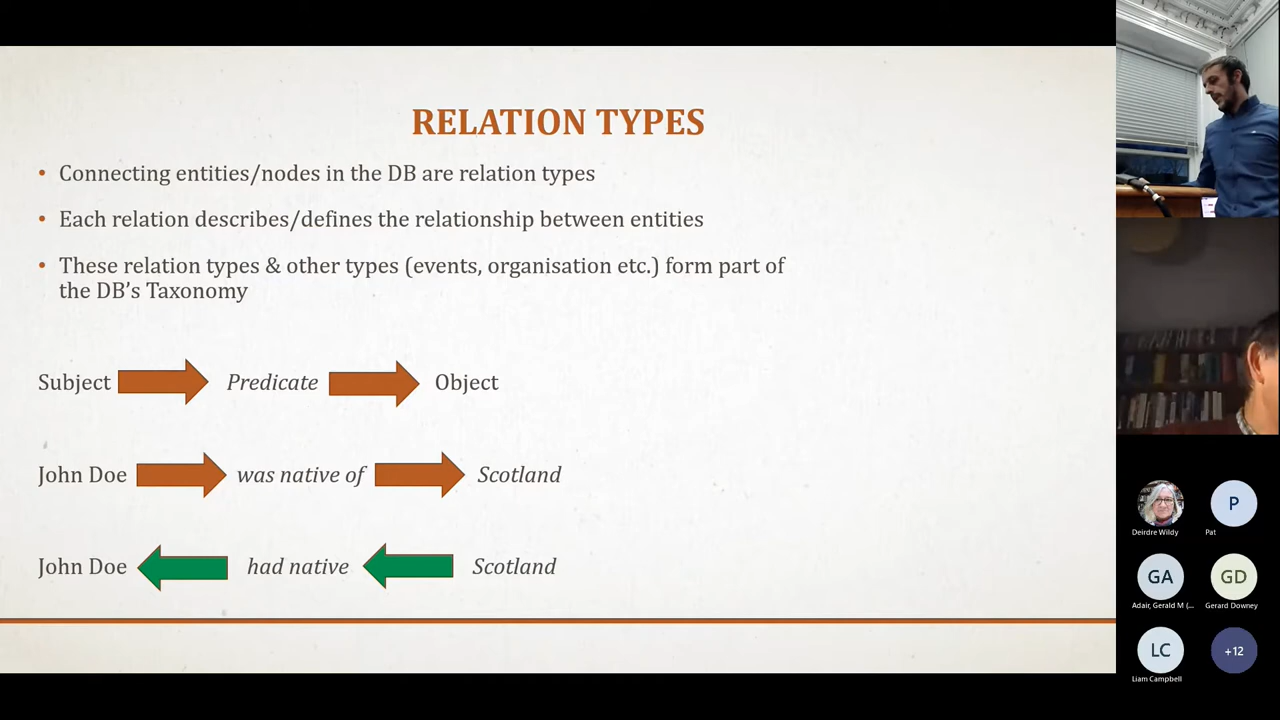 RELATION TYPES
• Connecting entities/nodes in the DB are relation types
• Each relation describes/defines the relationship between entities
• These relation types & other types (events, organisation etc.) form part of
the DB’s Taxonomy
Subject Predicate Object
John Doe was native of Scotland
John Doe had native Scotland
P
Deirdre Wildy Pat
GA GD
Adair, Gerald M (... Gerard Downey
LC +12
Liam Campbell